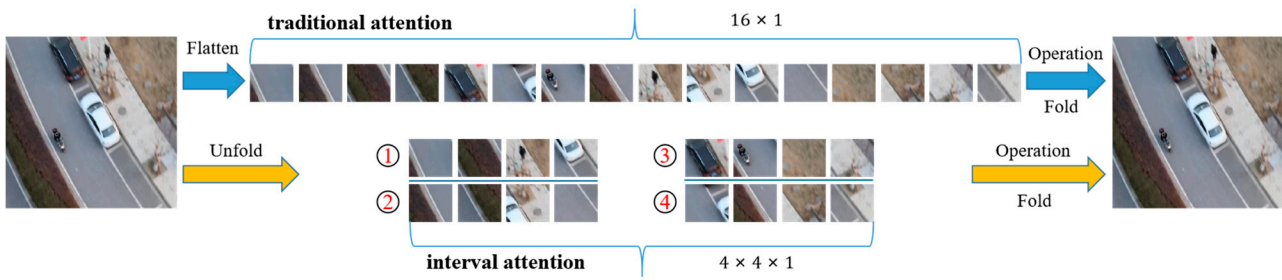 traditional attention 16 × 1
Flatten
Operation
Fold
Unfold
① ③
② ④
Operation
Fold
interval attention 4 × 4 × 1